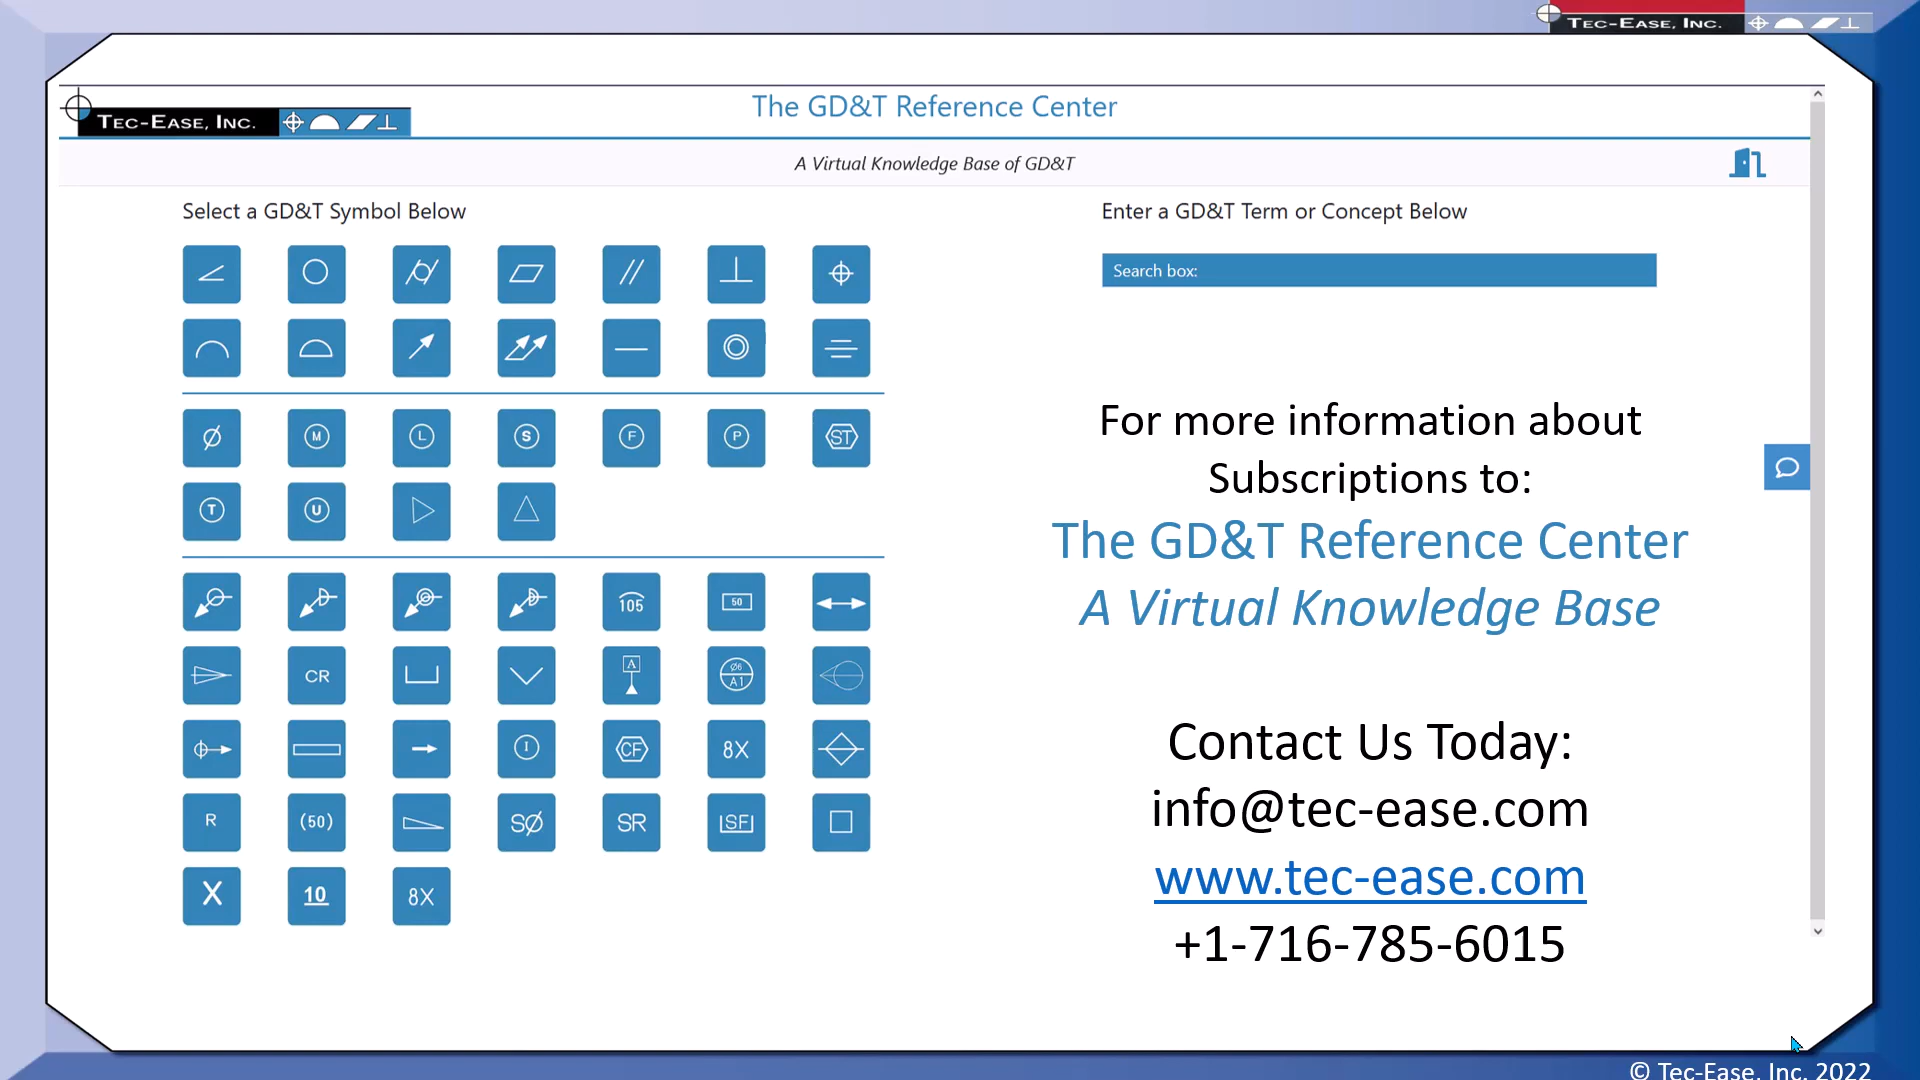 TEC-EASE, INC.
TEC-EASE, INC.
The GD&T Reference Center
A Virtual Knowledge Base of GD&T
Select a GD&T Symbol Below
Enter a GD&T Term or Concept Below
Search box:
M L S F P ST
T U
105 50
CR A Ø6 A1
I CF 8X
R (50) SØ SR SF
X 10 8X
For more information about
Subscriptions to:
The GD&T Reference Center
A Virtual Knowledge Base
Contact Us Today:
info@tec-ease.com
www.tec-ease.com
+1-716-785-6015
© Tec-Ease, Inc. 2022